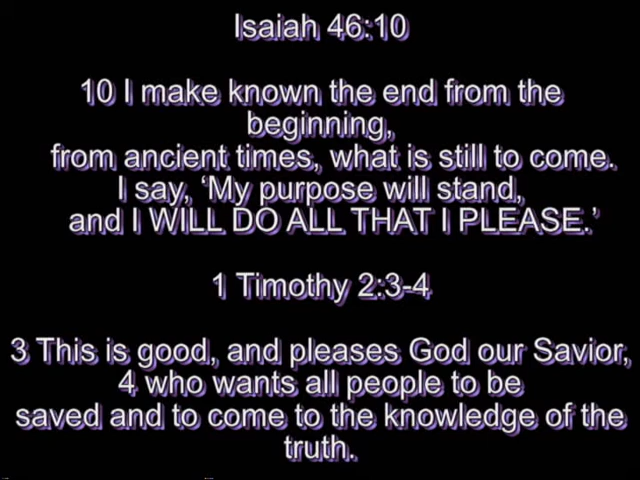 Isaiah 46:10
10 I make known the end from the
beginning,
from ancient times, what is still to come.
I say, ‘My purpose will stand,
and I WILL DO ALL THAT I PLEASE.’
1 Timothy 2:3-4
3 This is good, and pleases God our Savior,
4 who wants all people to be
saved and to come to the knowledge of the
truth.